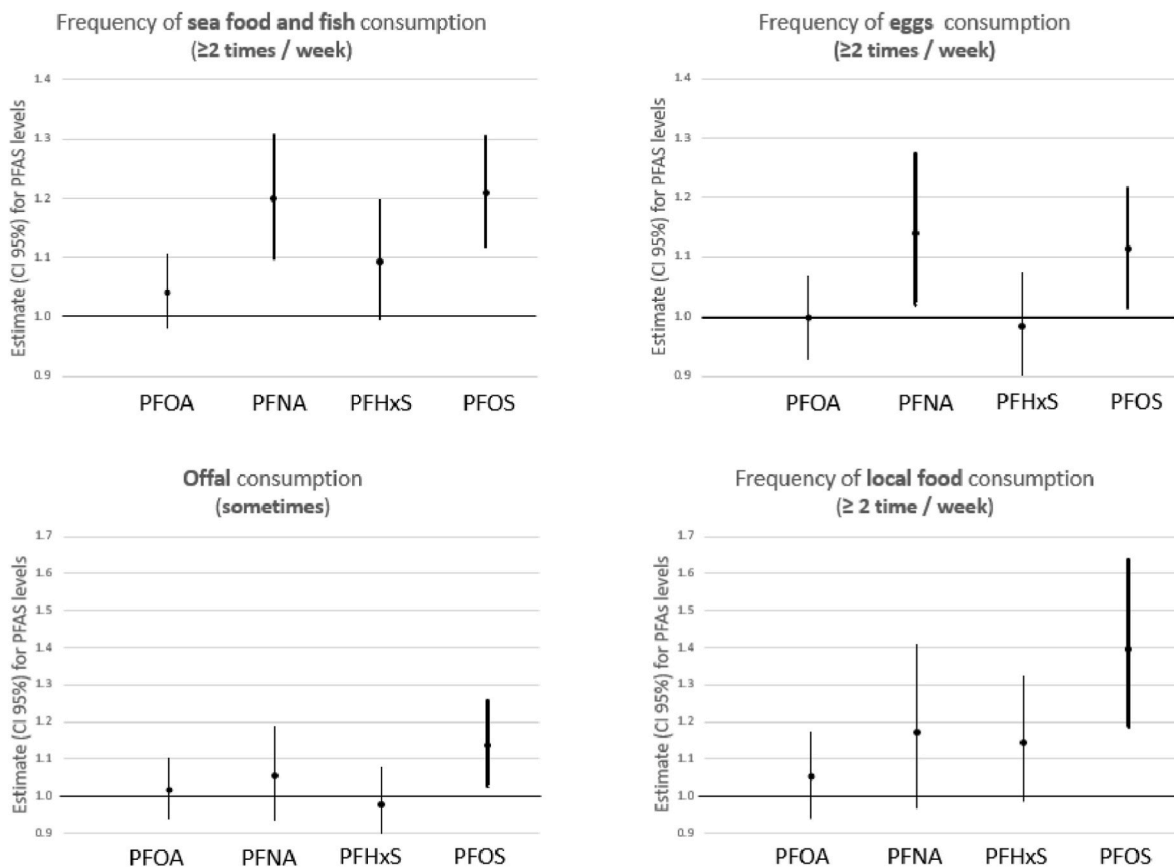 Frequency of sea food and fish consumption
(≥2 times / week)
Estimate (CI 95%) for PFAS levels
1.4
1.3
1.2
1.1
1.0
0.9
PFOA PFNA PFHxS PFOS
Frequency of eggs consumption
(≥2 times / week)
Estimate (CI 95%) for PFAS levels
1.4
1.3
1.2
1.1
1.0
0.9
PFOA PFNA PFHxS PFOS
Offal consumption
(sometimes)
Estimate (CI 95%) for PFAS levels
1.7
1.6
1.5
1.4
1.3
1.2
1.1
1.0
0.9
PFOA PFNA PFHxS PFOS
Frequency of local food consumption
(≥ 2 time / week)
Estimate (CI 95%) for PFAS levels
1.7
1.6
1.5
1.4
1.3
1.2
1.1
1.0
0.9
PFOA PFNA PFHxS PFOS